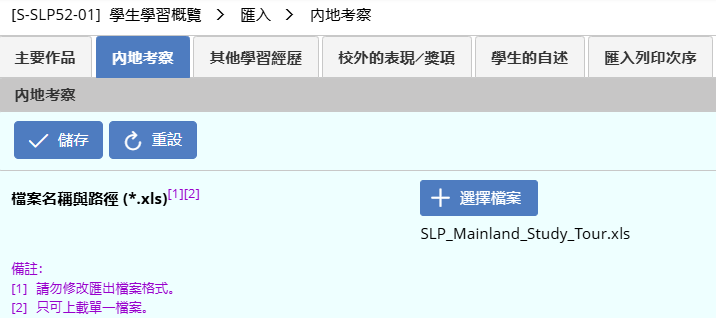 [S-SLP52-01] 學生學習概覽 > 匯入 > 內地考察
主要作品 內地考察 其他學習經歷 校外的表現/獎項 學生的自述 匯入列印次序
內地考察
儲存 重設
檔案名稱與路徑 (*.xls)[1][2] 選擇檔案
SLP_Mainland_Study_Tour.xls
備註:
[1] 請勿修改匯出檔案格式。
[2] 只可上載單一檔案。